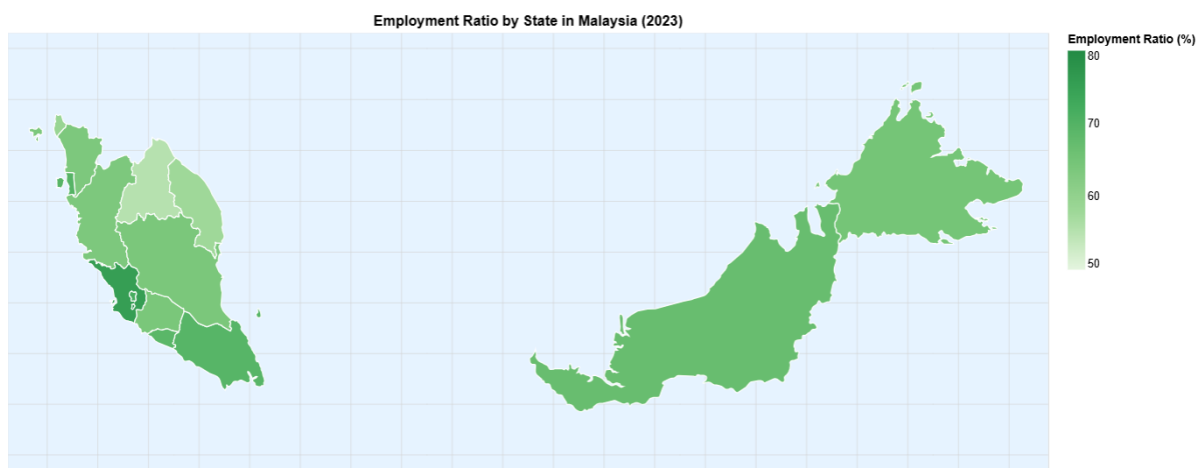 Employment Ratio by State in Malaysia (2023)
Employment Ratio (%)
80
70
60
50